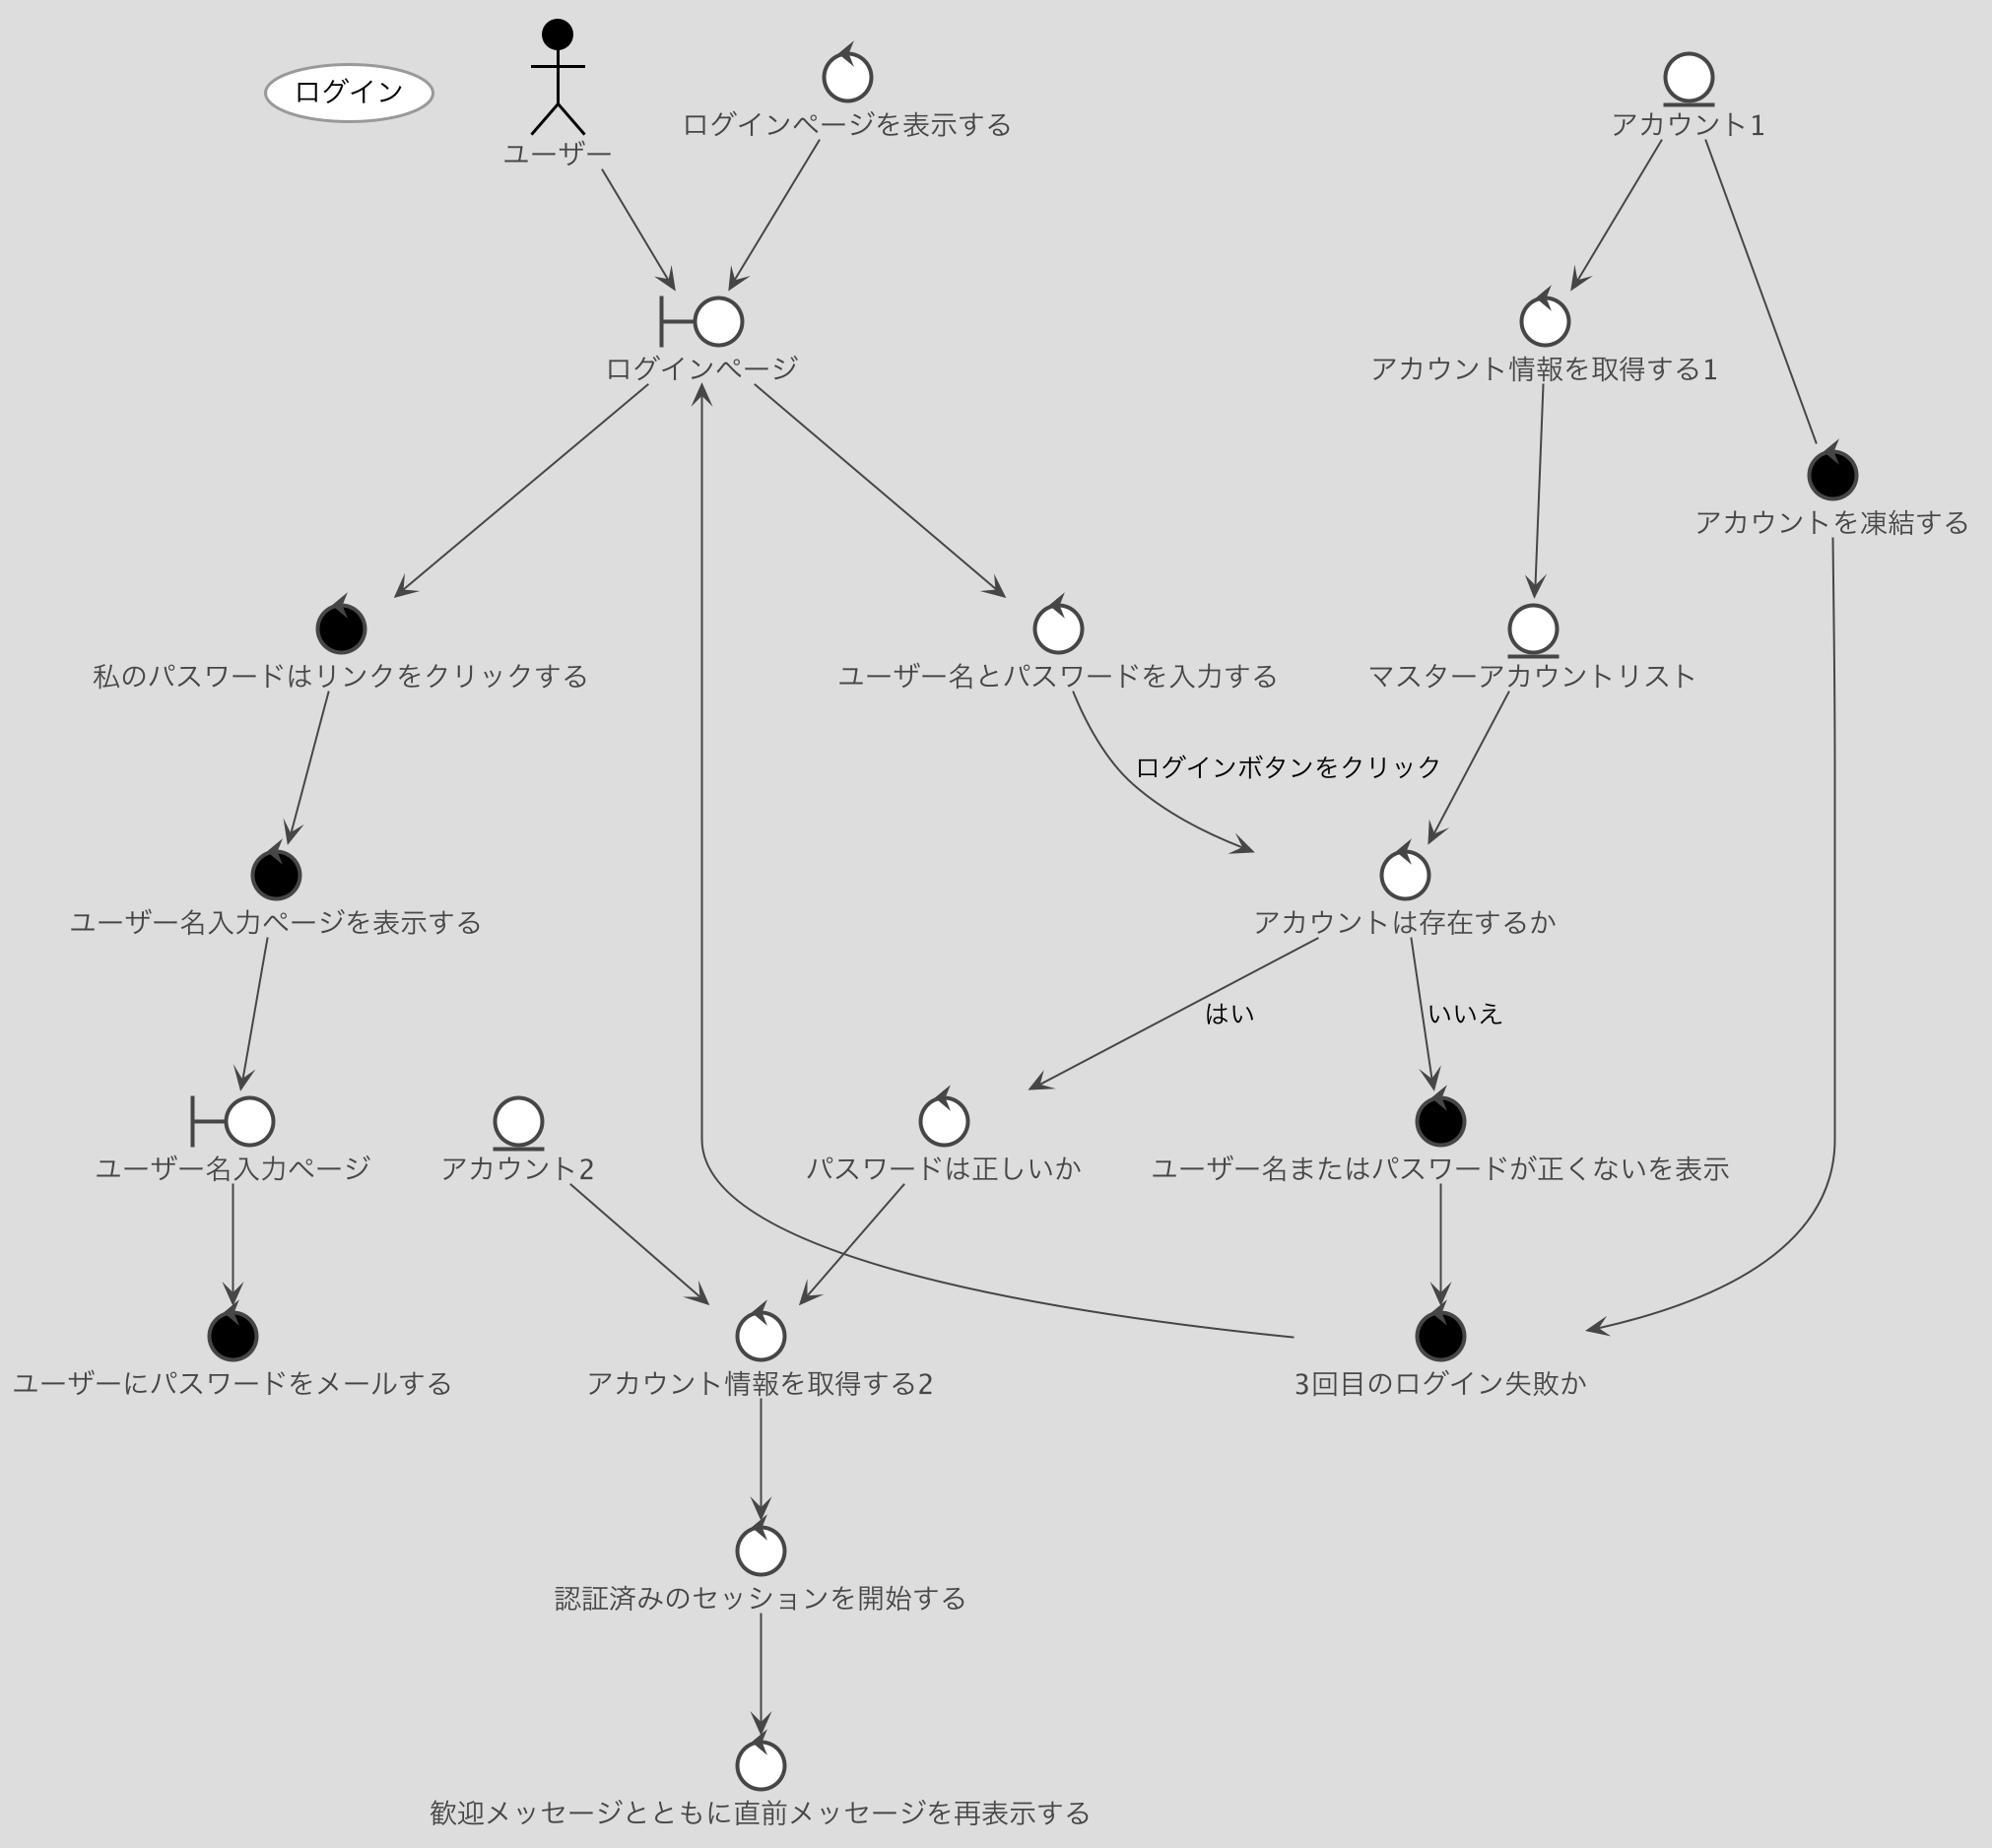 ログイン
ユーザー
ログインページを表示する
アカウント1
ログインページ
アカウント情報を取得する1
アカウントを凍結する
私のパスワードはリンクをクリックする
ユーザー名とパスワードを入力する
マスターアカウントリスト
ログインボタンをクリック
ユーザー名入力ページを表示する
アカウントは存在するか
はい
いいえ
ユーザー名入力ページ
アカウント2
パスワードは正しいか
ユーザー名またはパスワードが正くないを表示
ユーザーにパスワードをメールする
アカウント情報を取得する2
3回目のログイン失敗か
認証済みのセッションを開始する
歓迎メッセージとともに直前メッセージを再表示する